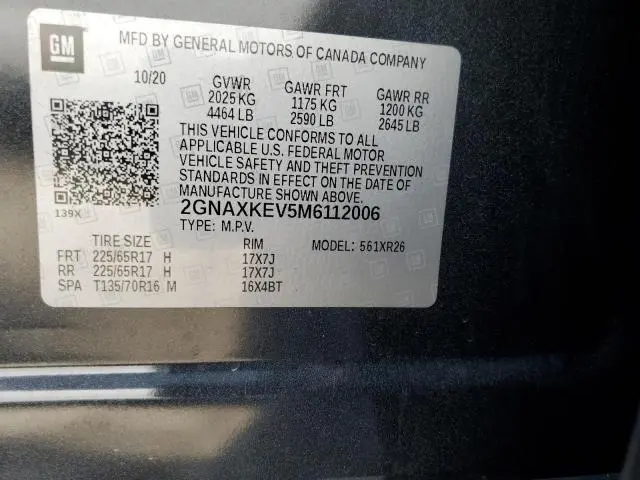 GM
MFD BY GENERAL MOTORS OF CANADA COMPANY
10/20 GVWR GAWR FRT GAWR RR
2025 KG 1175 KG 1200 KG
4464 LB 2590 LB 2645 LB
THIS VEHICLE CONFORMS TO ALL
APPLICABLE U.S. FEDERAL MOTOR
VEHICLE SAFETY AND THEFT PREVENTION
STANDARDS IN EFFECT ON THE DATE OF
MANUFACTURE SHOWN ABOVE.
139X 2GNAXKEV5M6112006
TYPE: M.P.V.
TIRE SIZE RIM MODEL: 561XR26
FRT 225/65R17 H 17X7J
RR 225/65R17 H 17X7J
SPA T135/70R16 M 16X4BT